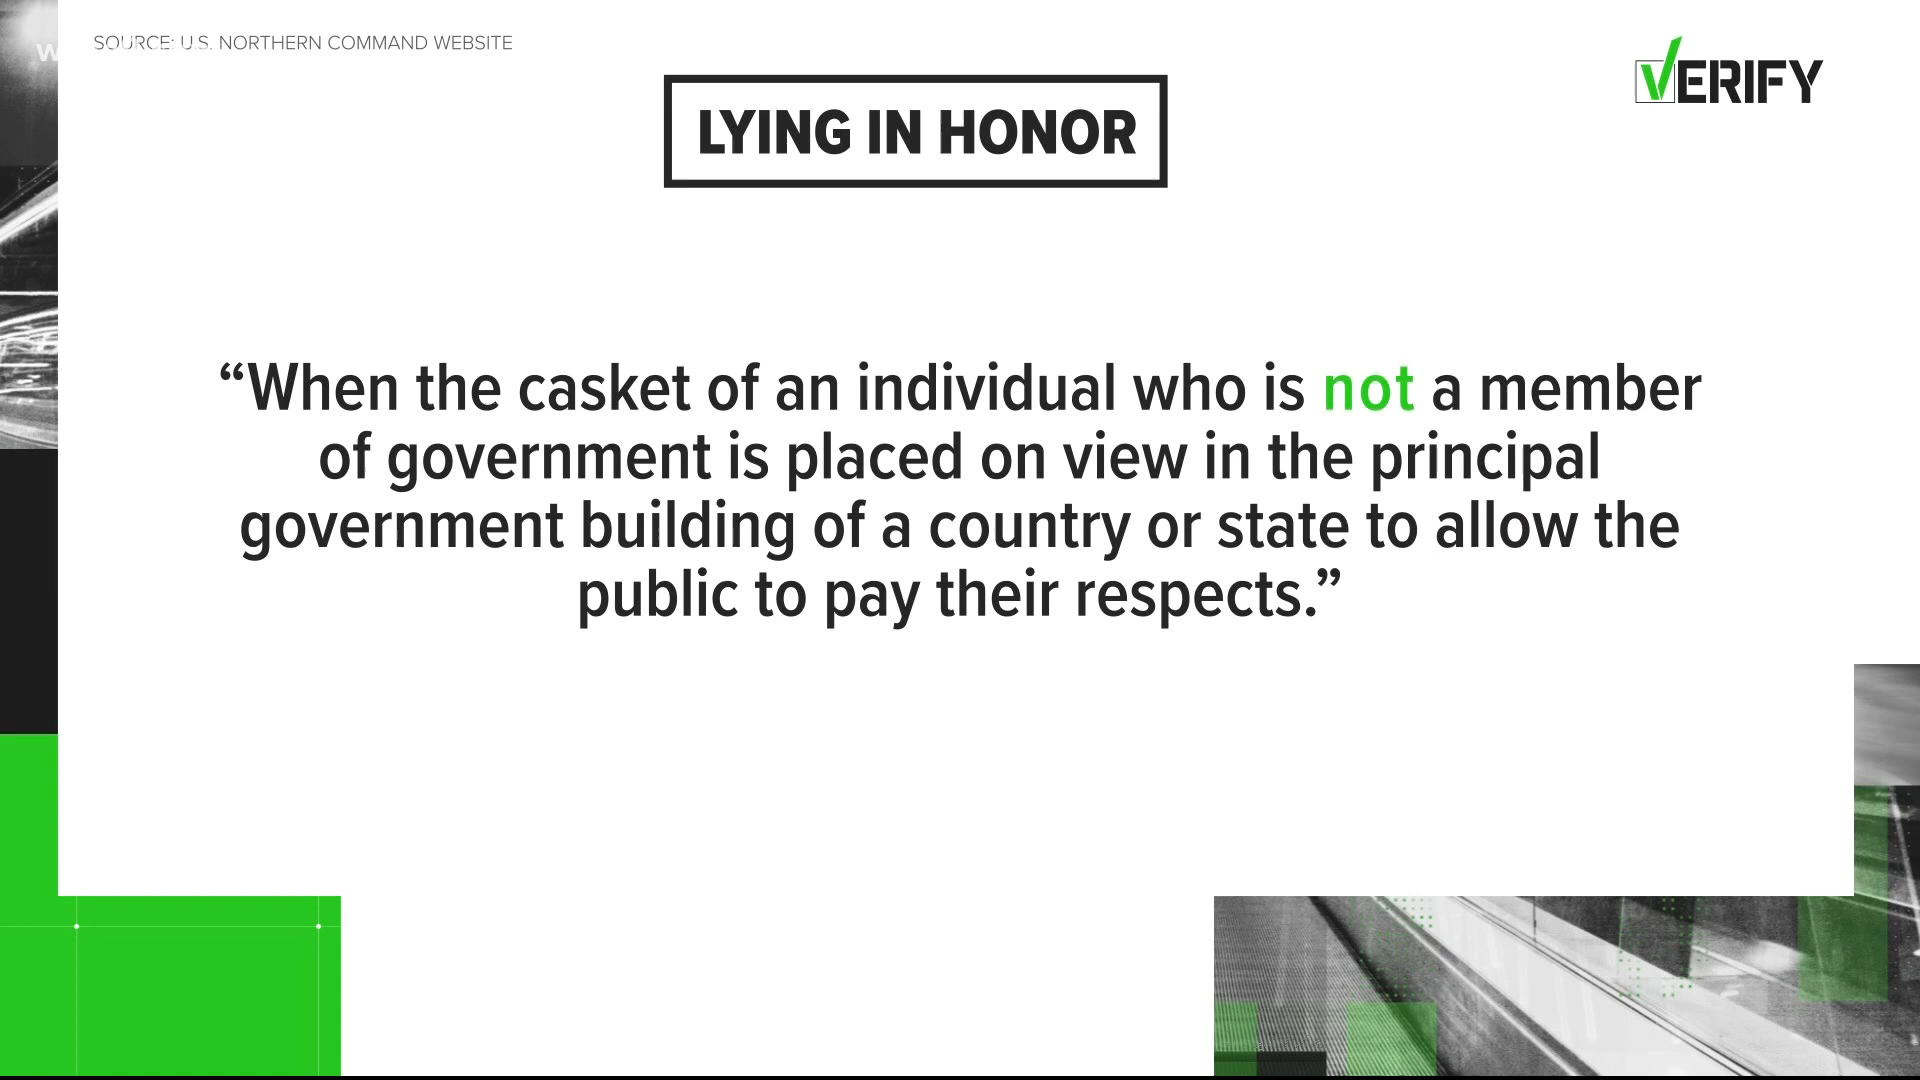 SOURCE: U.S. NORTHERN COMMAND WEBSITE
VERIFY
LYING IN HONOR
“When the casket of an individual who is not a member
of government is placed on view in the principal
government building of a country or state to allow the
public to pay their respects.”